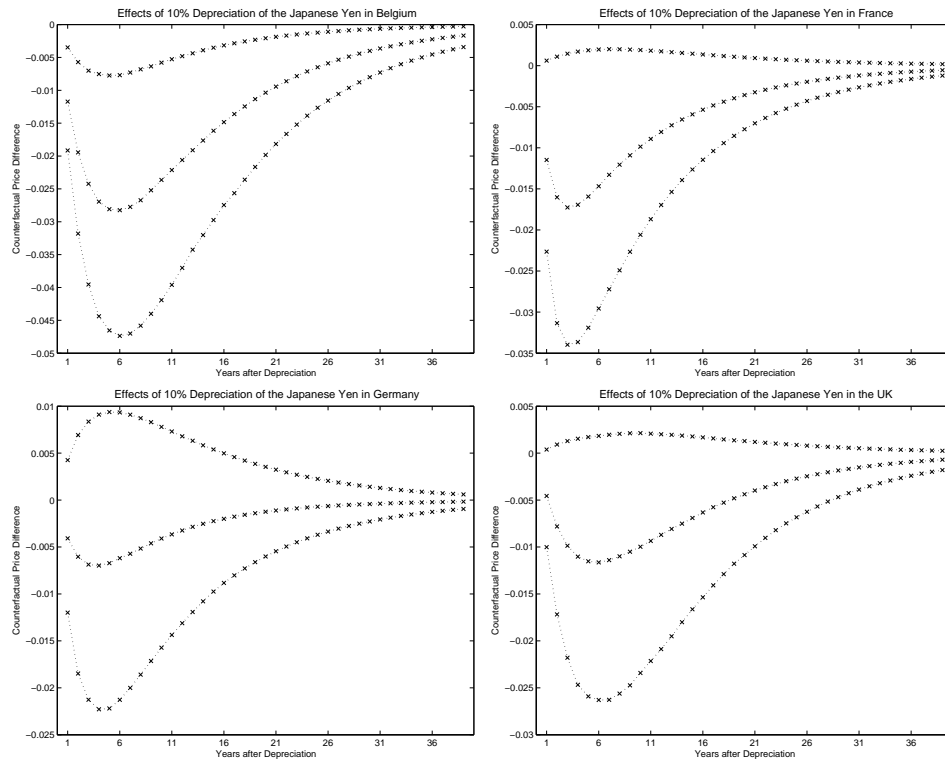 Effects of 10% Depreciation of the Japanese Yen in Belgium
0
−0.005
−0.01
−0.015
−0.02
−0.025
−0.03
−0.035
−0.04
−0.045
−0.05
Counterfactual Price Difference
1 6 11 16 21 26 31 36
Years after Depreciation
Effects of 10% Depreciation of the Japanese Yen in France
0.005
0
−0.005
−0.01
−0.015
−0.02
−0.025
−0.03
−0.035
Counterfactual Price Difference
1 6 11 16 21 26 31 36
Years after Depreciation
Effects of 10% Depreciation of the Japanese Yen in Germany
0.01
0.005
0
−0.005
−0.01
−0.015
−0.02
−0.025
Counterfactual Price Difference
1 6 11 16 21 26 31 36
Years after Depreciation
Effects of 10% Depreciation of the Japanese Yen in the UK
0.005
0
−0.005
−0.01
−0.015
−0.02
−0.025
−0.03
Counterfactual Price Difference
1 6 11 16 21 26 31 36
Years after Depreciation